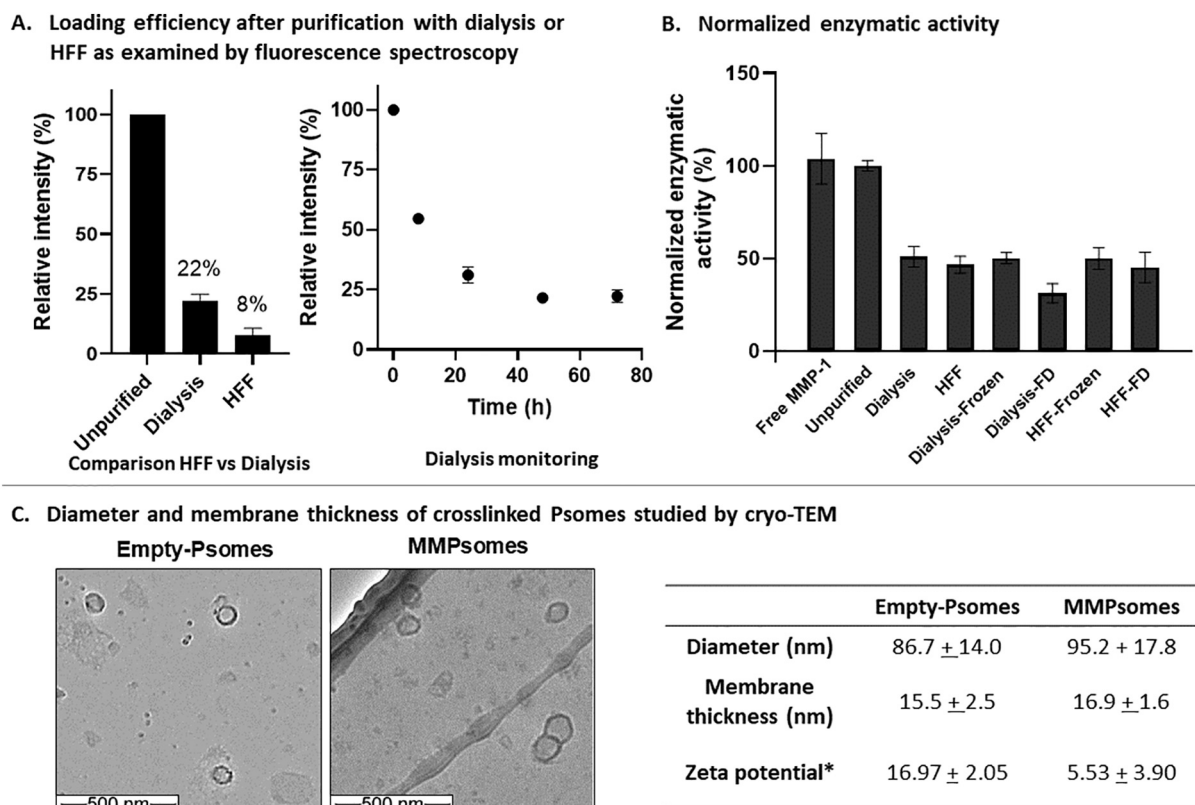 A. Loading efficiency after purification with dialysis or
HFF as examined by fluorescence spectroscopy
Relative intensity (%)
100
75
50
25
0
22%
8%
Unpurified
Dialysis
HFF
Comparison HFF vs Dialysis
Relative intensity (%)
100
75
50
25
0
0 20 40 60 80
Time (h)
Dialysis monitoring
B. Normalized enzymatic activity
Normalized enzymatic
activity (%)
150
100
50
0
Free MMP-1
Unpurified
Dialysis
HFF
Dialysis-Frozen
Dialysis-FD
HFF-Frozen
HFF-FD
C. Diameter and membrane thickness of crosslinked Psomes studied by cryo-TEM
Empty-Psomes
500 nm
MMPsomes
500 nm
Empty-Psomes MMPsomes
Diameter (nm) 86.7 ± 14.0 95.2 + 17.8
Membrane
thickness (nm) 15.5 ± 2.5 16.9 ± 1.6
Zeta potential* 16.97 ± 2.05 5.53 ± 3.90